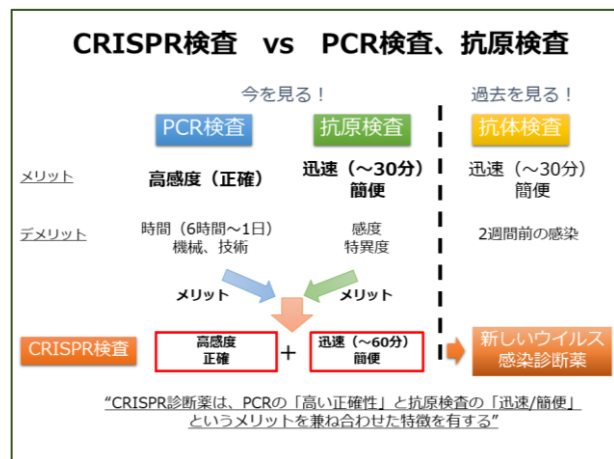 CRISPR検査 vs PCR検査、抗原検査
今を見る！
過去を見る！
PCR検査
抗原検査
抗体検査
メリット
高感度（正確）
迅速（～30分）
簡便
迅速（～30分）
簡便
デメリット
時間（6時間～1日）
機械、技術
感度
特異度
2週間前の感染
メリット
メリット
CRISPR検査
高感度
正確
+
迅速（～60分）
簡便
新しいウイルス
感染診断薬
“CRISPR診断薬は、PCRの「高い正確性」と抗原検査の「迅速/簡便」
というメリットを兼ね合わせた特徴を有する”